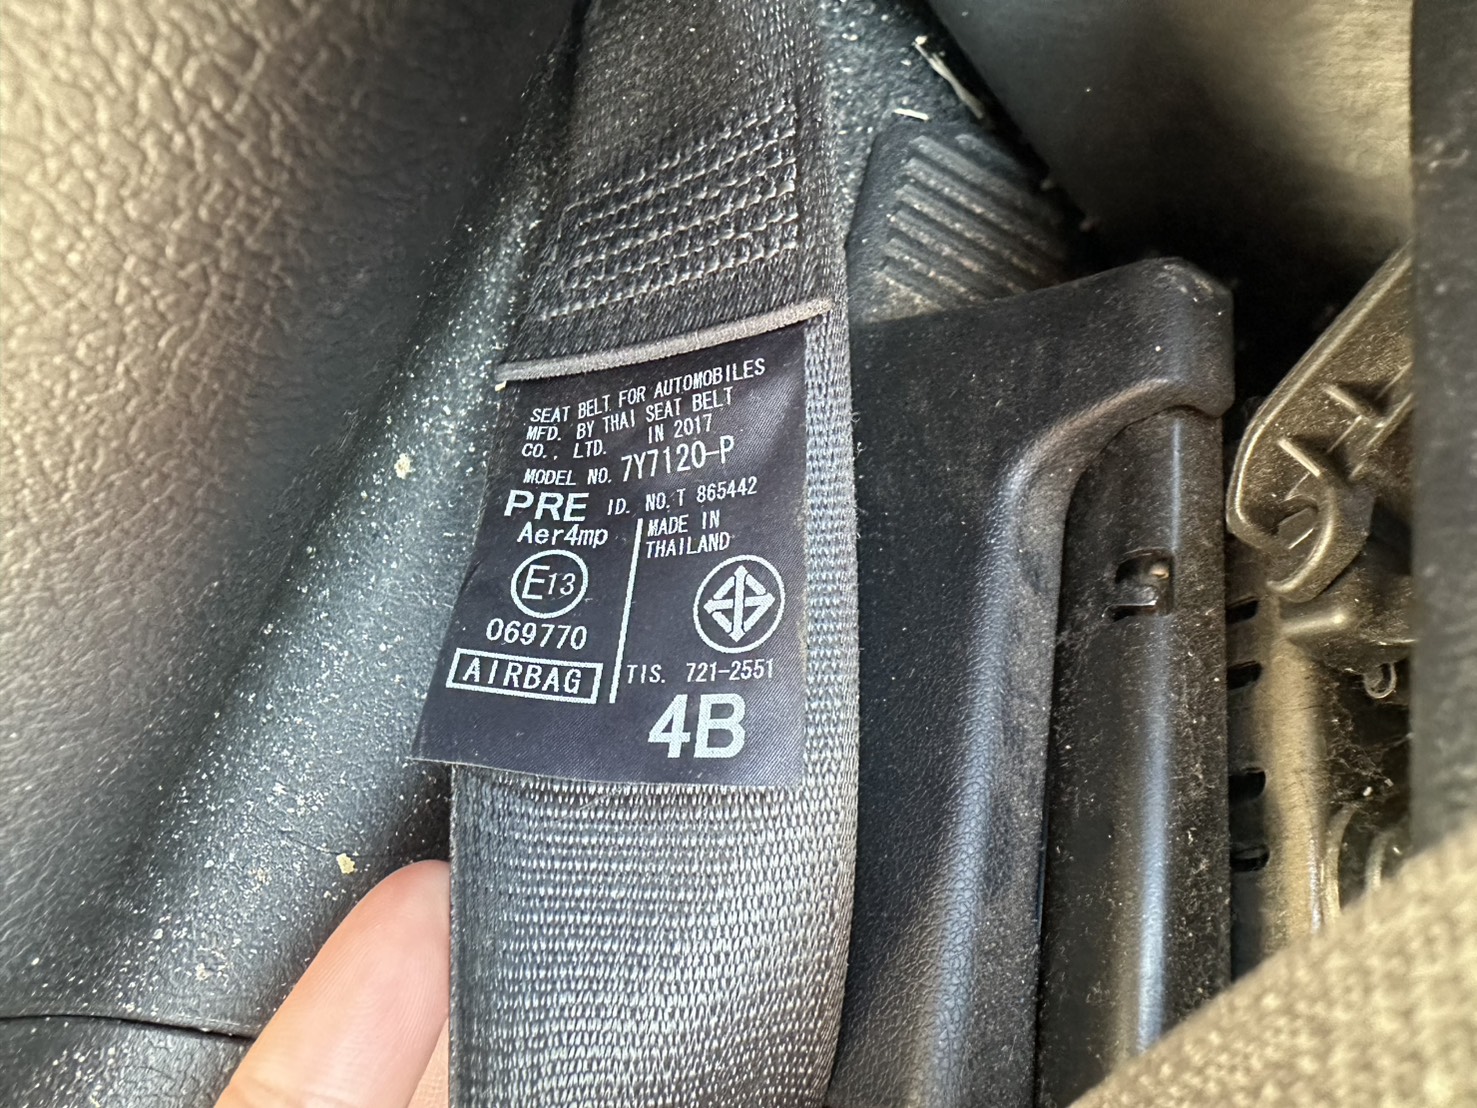 SEAT BELT FOR AUTOMOBILES
MFD. BY THAI SEAT BELT
CO., LTD. IN 2017
MODEL NO. 7Y7120-P
PRE ID. NO. T 865442
Aer4mp
MADE IN
THAILAND
E13
069770
AIRBAG
TIS. 721-2551
4B